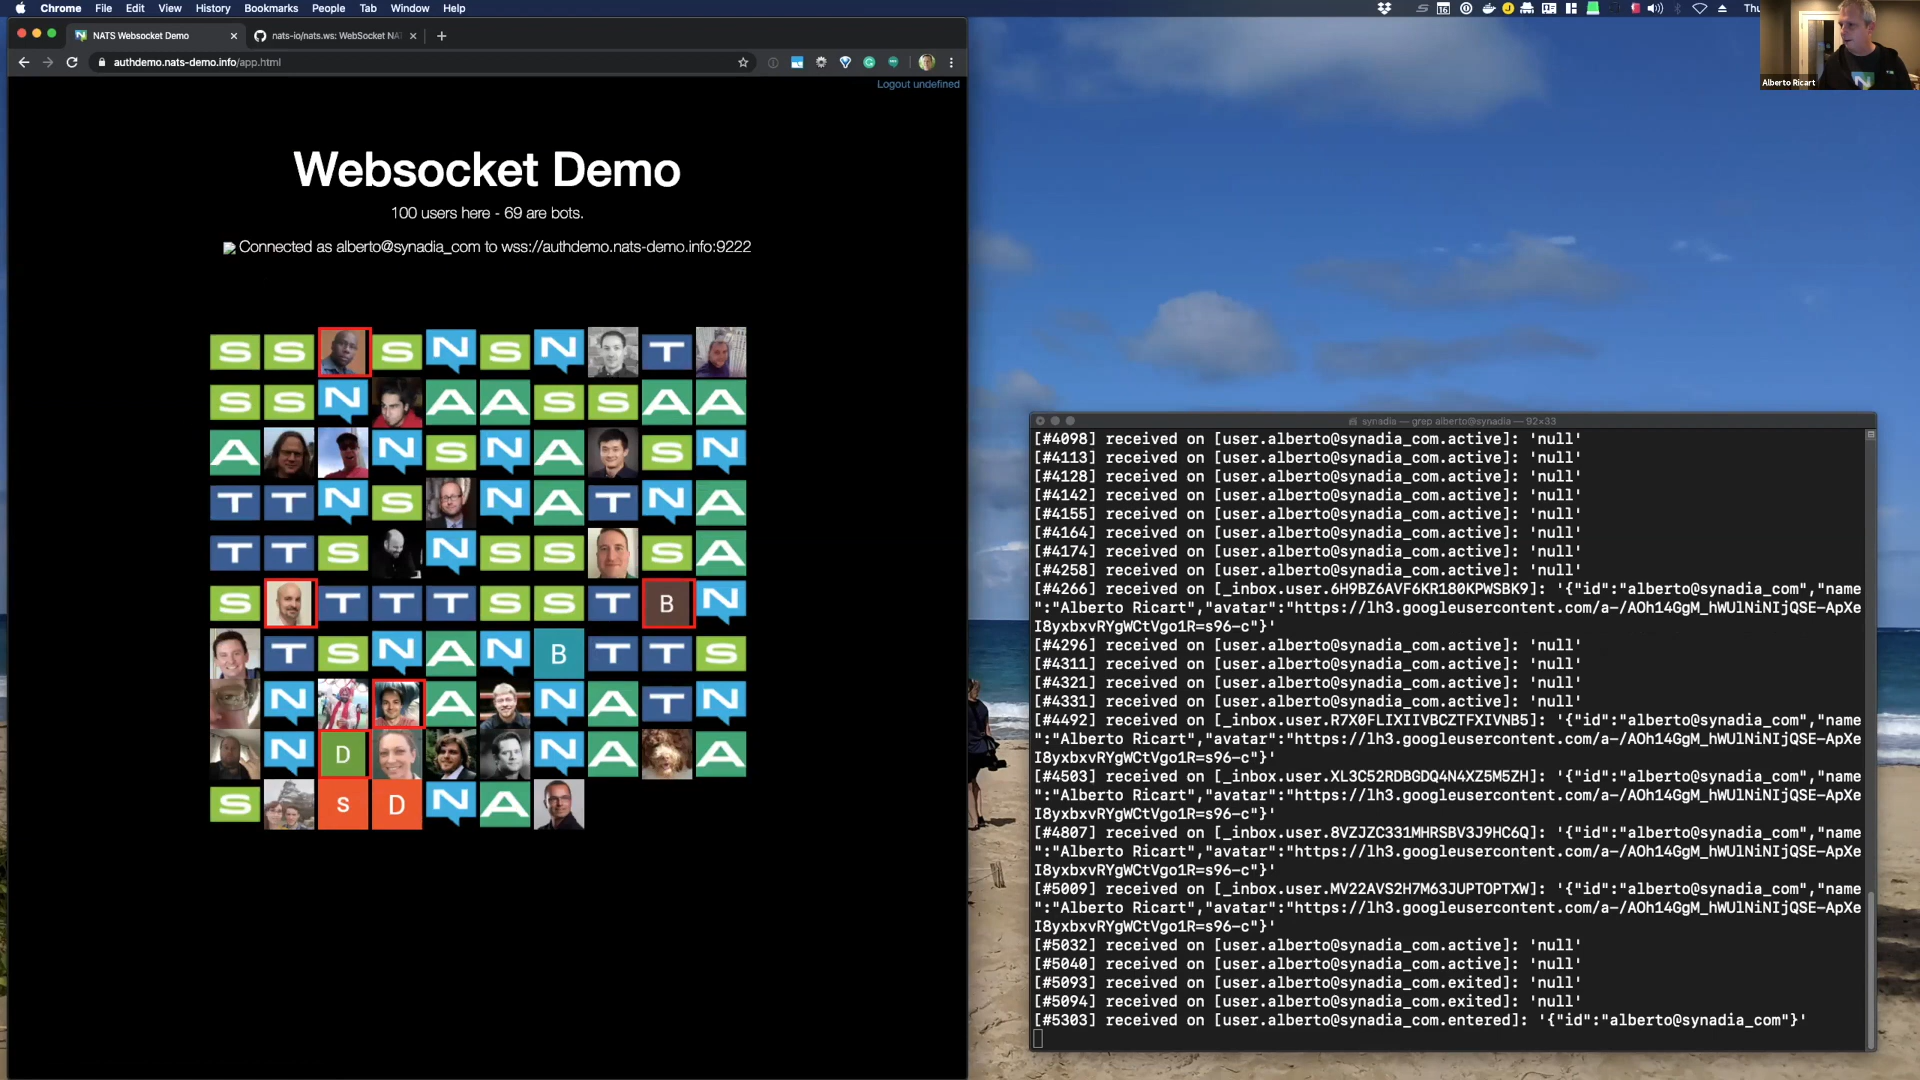 Chrome File Edit View History Bookmarks People Tab Window Help
16
Thu
NATS Websocket Demo
nats-io/nats.ws: WebSocket NAT
authdemo.nats-demo.info/app.html
Logout undefined
Alberto Ricart
Websocket Demo
100 users here - 69 are bots.
Connected as alberto@synadia_com to wss://authdemo.nats-demo.info:9222
S S S N S N T
S S N A A S S A A
A N S N A S N
T T N S N A T N A
T T S N S S S A
S T T T S S T B N
T S N A N B T T S
N A N A T N
N D N A A
S s D N A
synadia — grep alberto@synadia — 92×33
[#4098] received on [user.alberto@synadia_com.active]: 'null'
[#4113] received on [user.alberto@synadia_com.active]: 'null'
[#4128] received on [user.alberto@synadia_com.active]: 'null'
[#4142] received on [user.alberto@synadia_com.active]: 'null'
[#4155] received on [user.alberto@synadia_com.active]: 'null'
[#4164] received on [user.alberto@synadia_com.active]: 'null'
[#4174] received on [user.alberto@synadia_com.active]: 'null'
[#4258] received on [user.alberto@synadia_com.active]: 'null'
[#4266] received on [_inbox.user.6H9BZ6AVF6KR180KPWSBK9]: '{"id":"alberto@synadia_com","name
":"Alberto Ricart","avatar":"https://lh3.googleusercontent.com/a-/AOh14GgM_hWUlNiNIjQSE-ApXe
I8yxbxvRYgWCtVgo1R=s96-c"}'
[#4296] received on [user.alberto@synadia_com.active]: 'null'
[#4311] received on [user.alberto@synadia_com.active]: 'null'
[#4321] received on [user.alberto@synadia_com.active]: 'null'
[#4331] received on [user.alberto@synadia_com.active]: 'null'
[#4492] received on [_inbox.user.R7X0FLIXIIVBCZTFXIVNB5]: '{"id":"alberto@synadia_com","name
":"Alberto Ricart","avatar":"https://lh3.googleusercontent.com/a-/AOh14GgM_hWUlNiNIjQSE-ApXe
I8yxbxvRYgWCtVgo1R=s96-c"}'
[#4503] received on [_inbox.user.XL3C52RDBGDQ4N4XZ5M5ZH]: '{"id":"alberto@synadia_com","name
":"Alberto Ricart","avatar":"https://lh3.googleusercontent.com/a-/AOh14GgM_hWUlNiNIjQSE-ApXe
I8yxbxvRYgWCtVgo1R=s96-c"}'
[#4807] received on [_inbox.user.8VZJZC331MHRSBV3J9HC6Q]: '{"id":"alberto@synadia_com","name
":"Alberto Ricart","avatar":"https://lh3.googleusercontent.com/a-/AOh14GgM_hWUlNiNIjQSE-ApXe
I8yxbxvRYgWCtVgo1R=s96-c"}'
[#5009] received on [_inbox.user.MV22AVS2H7M63JUPTOPTXW]: '{"id":"alberto@synadia_com","name
":"Alberto Ricart","avatar":"https://lh3.googleusercontent.com/a-/AOh14GgM_hWUlNiNIjQSE-ApXe
I8yxbxvRYgWCtVgo1R=s96-c"}'
[#5032] received on [user.alberto@synadia_com.active]: 'null'
[#5040] received on [user.alberto@synadia_com.active]: 'null'
[#5093] received on [user.alberto@synadia_com.exited]: 'null'
[#5094] received on [user.alberto@synadia_com.exited]: 'null'
[#5303] received on [user.alberto@synadia_com.entered]: '{"id":"alberto@synadia_com"}'